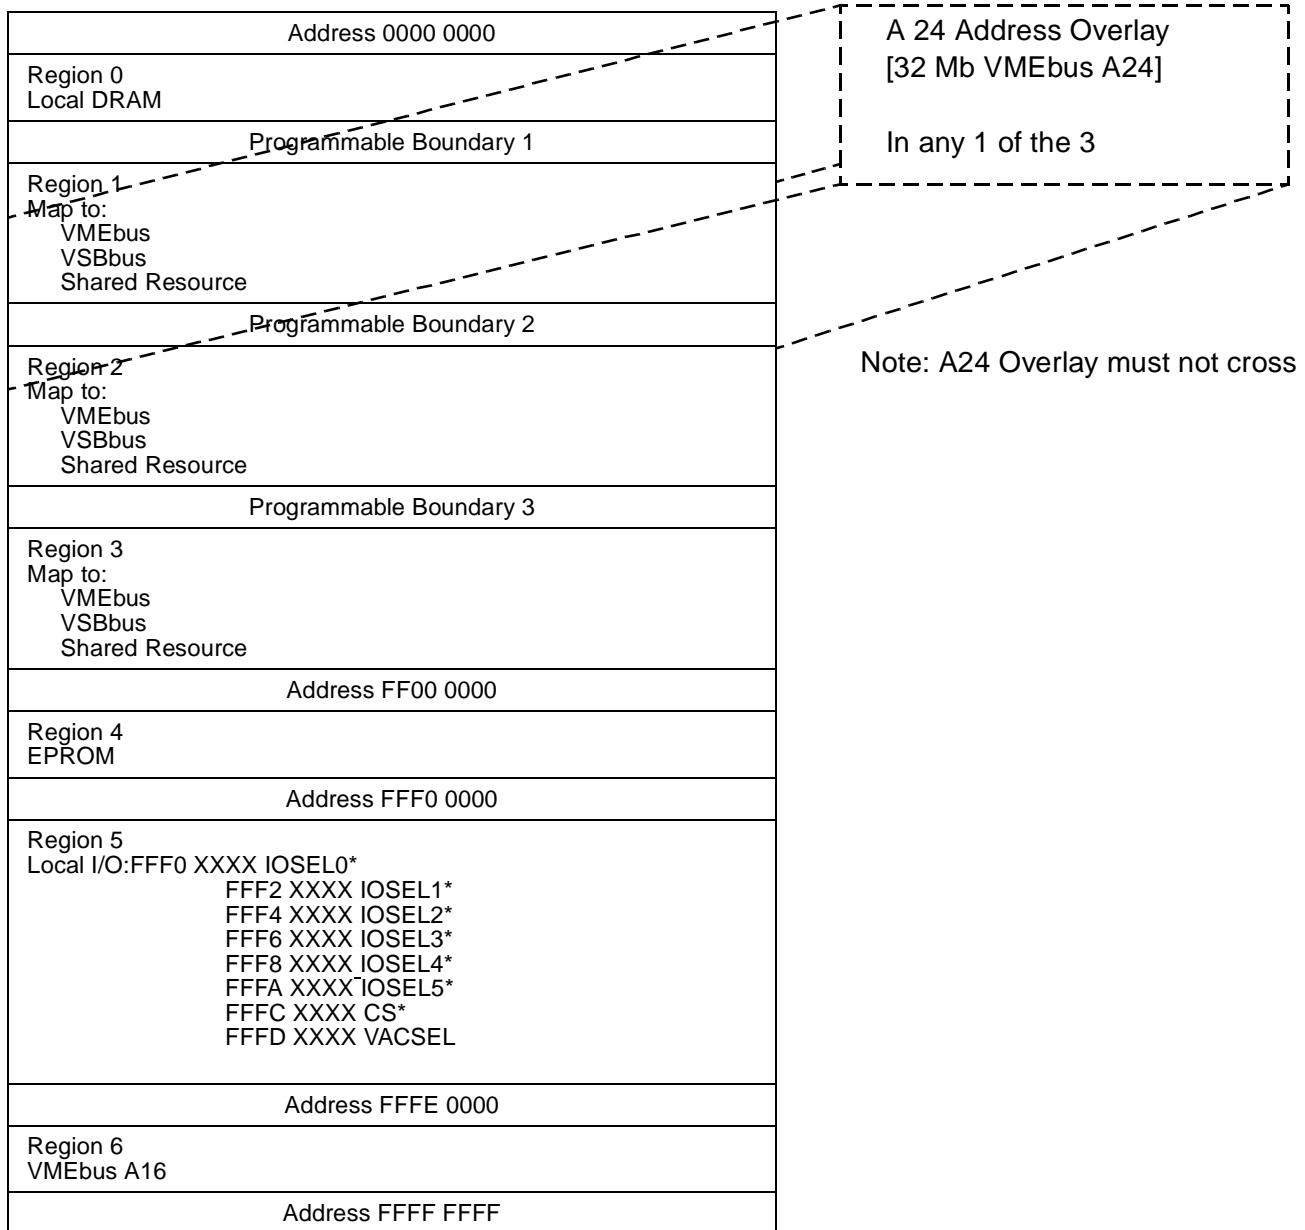 Address 0000 0000
Region 0
Local DRAM
Programmable Boundary 1
Region 1
Map to:
VMEbus
VSBbus
Shared Resource
Programmable Boundary 2
Region 2
Map to:
VMEbus
VSBbus
Shared Resource
Programmable Boundary 3
Region 3
Map to:
VMEbus
VSBbus
Shared Resource
Address FF00 0000
Region 4
EPROM
Address FFF0 0000
Region 5
Local I/O:FFF0 XXXX IOSEL0*
FFF2 XXXX IOSEL1*
FFF4 XXXX IOSEL2*
FFF6 XXXX IOSEL3*
FFF8 XXXX IOSEL4*
FFFA XXXX IOSEL5*
FFFC XXXX CS*
FFFD XXXX VACSEL
Address FFFE 0000
Region 6
VMEbus A16
Address FFFF FFFF
A 24 Address Overlay
[32 Mb VMEbus A24]
In any 1 of the 3
Note: A24 Overlay must not cross